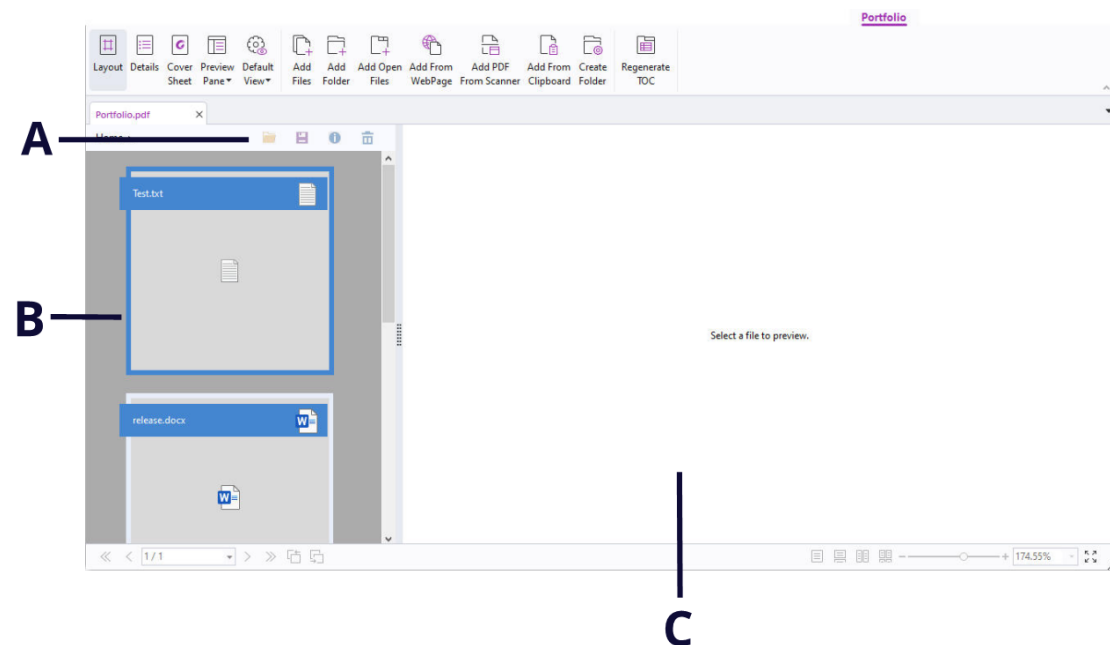 Portfolio
Layout Details Cover Sheet Preview Pane Default View Add Files Add Folder Add Open Files Add From WebPage Add PDF From Scanner Add From Clipboard Create Folder Regenerate TOC
Portfolio.pdf
A
Home
Test.txt
B
Select a file to preview.
release.docx
W
W
1 / 1
174.55%
C